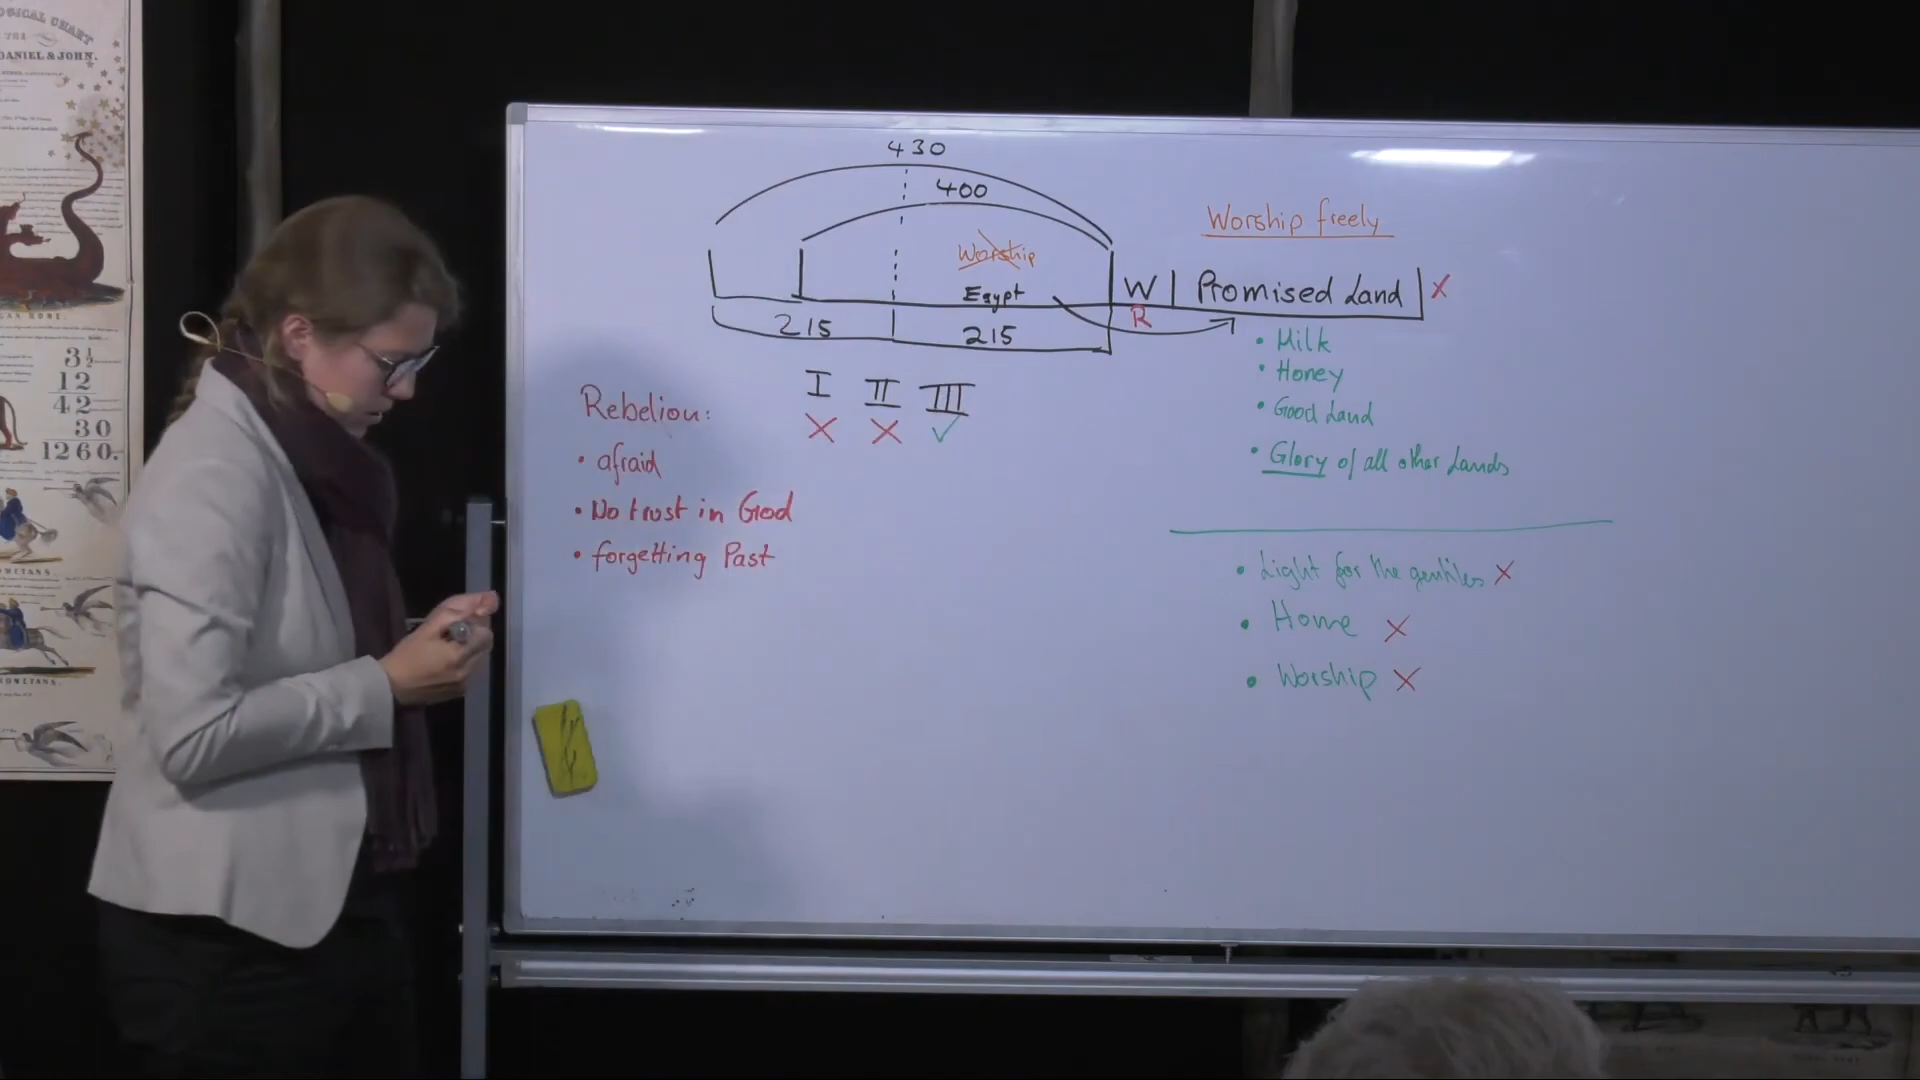 DANIEL & JOHN.
3½
12
42
30
1260.
430
400
Worship
Egypt
215
215
Worship freely
W
Promised Land
X
R
• Milk
• Honey
• Good Land
• Glory of all other Lands
• Light for the gentiles X
• Home X
• Worship X
I II III
X X ✓
Rebelion:
• afraid
• No trust in God
• forgetting Past